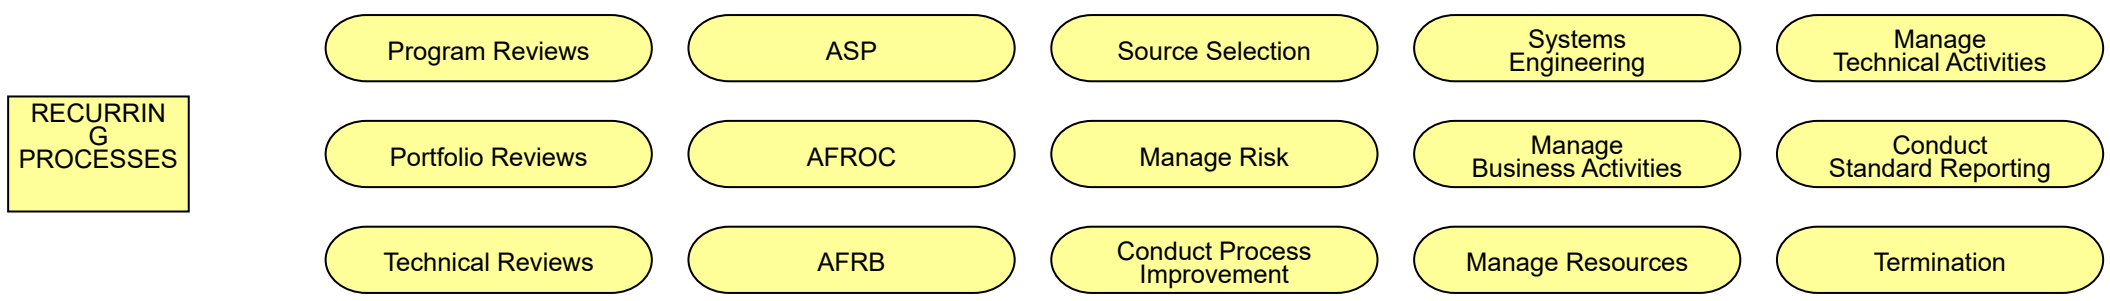 RECURRIN
G
PROCESSES
Program Reviews
ASP
Source Selection
Systems
Engineering
Manage
Technical Activities
Portfolio Reviews
AFROC
Manage Risk
Manage
Business Activities
Conduct
Standard Reporting
Technical Reviews
AFRB
Conduct Process
Improvement
Manage Resources
Termination